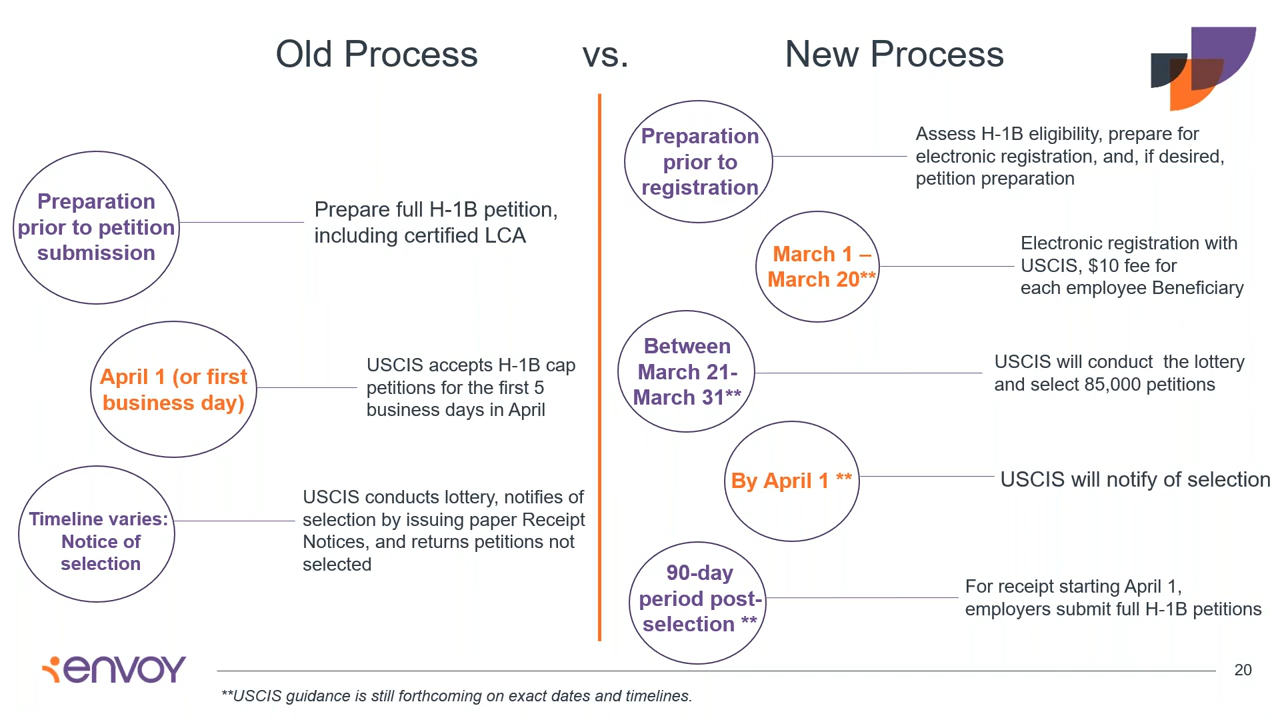 Old Process vs. New Process
Preparation
prior to petition
submission
Prepare full H-1B petition,
including certified LCA
April 1 (or first
business day)
USCIS accepts H-1B cap
petitions for the first 5
business days in April
Timeline varies:
Notice of
selection
USCIS conducts lottery, notifies of
selection by issuing paper Receipt
Notices, and returns petitions not
selected
Preparation
prior to
registration
Assess H-1B eligibility, prepare for
electronic registration, and, if desired,
petition preparation
March 1 –
March 20**
Electronic registration with
USCIS, $10 fee for
each employee Beneficiary
Between
March 21-
March 31**
USCIS will conduct  the lottery
and select 85,000 petitions
By April 1 **
USCIS will notify of selection
90-day
period post-
selection **
For receipt starting April 1,
employers submit full H-1B petitions
envoy
20
**USCIS guidance is still forthcoming on exact dates and timelines.